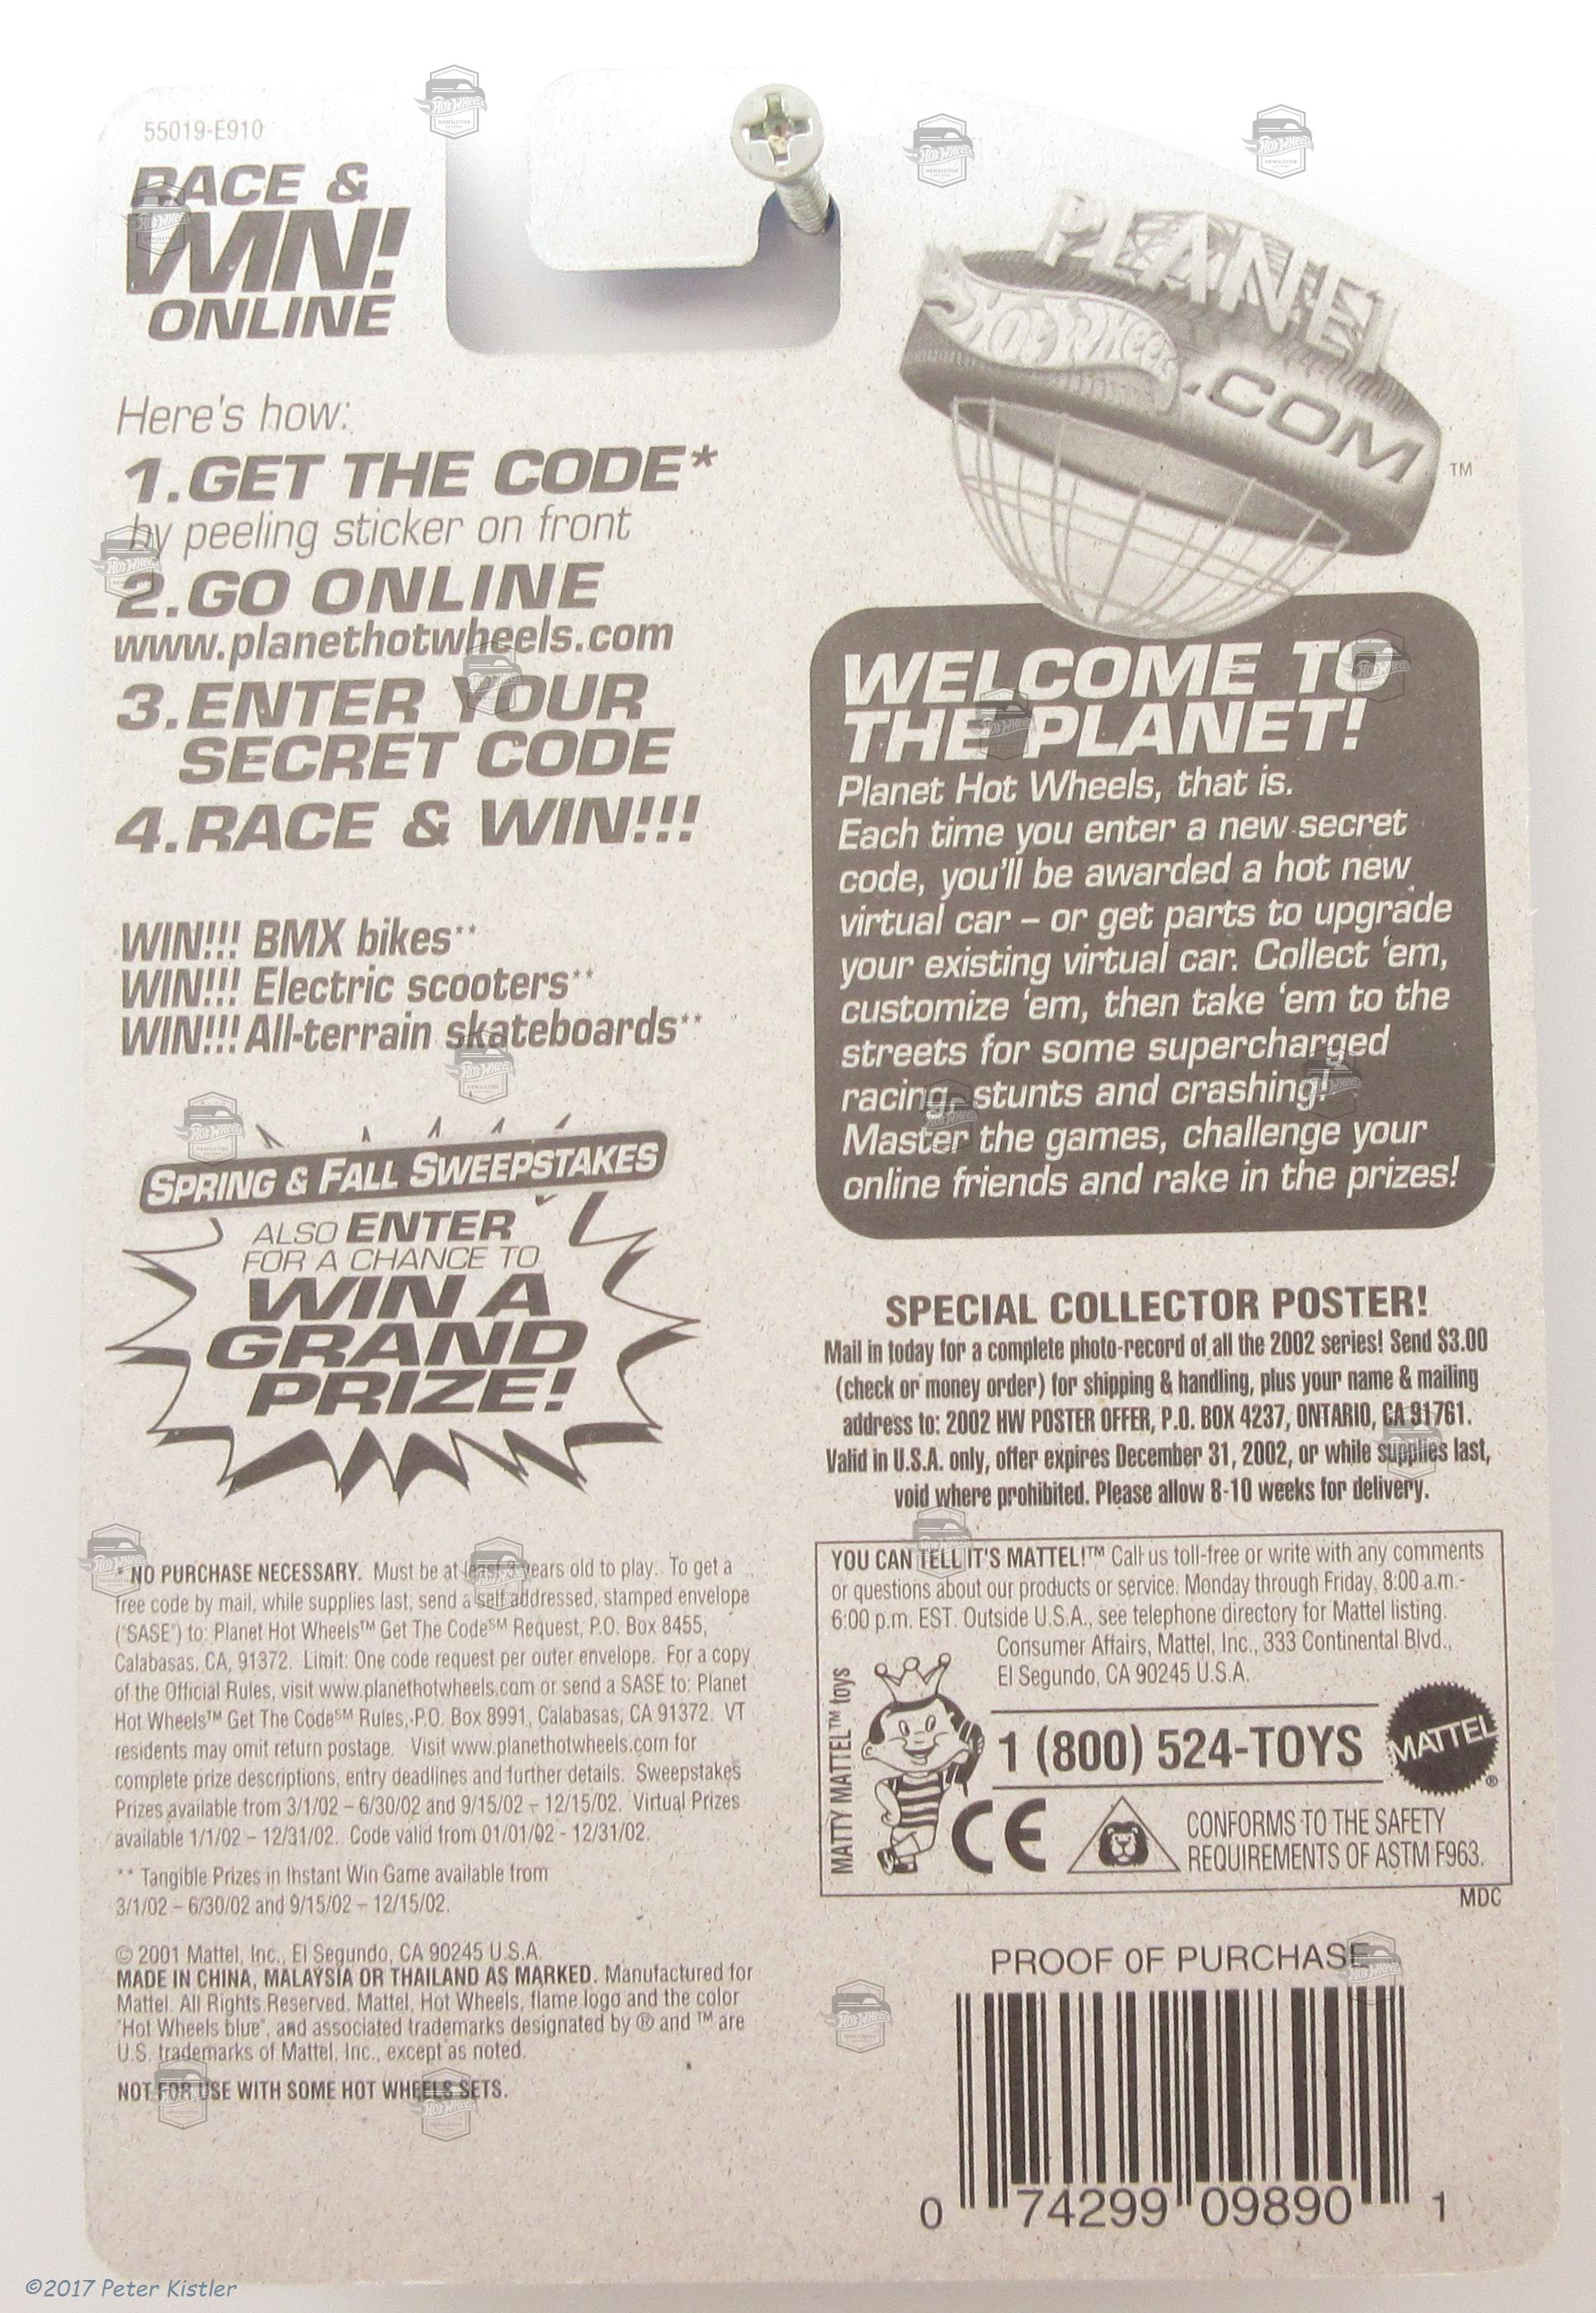 55019-E910
RACE &
WIN!
ONLINE
Here's how:
1.GET THE CODE*
by peeling sticker on front
2.GO ONLINE
www.planethotwheels.com
3.ENTER YOUR
SECRET CODE
4.RACE & WIN!!!
WIN!!! BMX bikes**
WIN!!! Electric scooters**
WIN!!! All-terrain skateboards**
SPRING & FALL SWEEPSTAKES
ALSO ENTER
FOR A CHANCE TO
WIN A
GRAND
PRIZE!
* NO PURCHASE NECESSARY. Must be at least 3 years old to play. To get a
free code by mail, while supplies last, send a self addressed, stamped envelope
("SASE") to: Planet Hot Wheels™ Get The Code℠ Request, P.O. Box 8455,
Calabasas, CA, 91372. Limit: One code request per outer envelope. For a copy
of the Official Rules, visit www.planethotwheels.com or send a SASE to: Planet
Hot Wheels™ Get The Code℠ Rules, P.O. Box 8991, Calabasas, CA 91372. VT
residents may omit return postage. Visit www.planethotwheels.com for
complete prize descriptions, entry deadlines and further details. Sweepstakes
Prizes available from 3/1/02 – 6/30/02 and 9/15/02 – 12/15/02. Virtual Prizes
available 1/1/02 – 12/31/02. Code valid from 01/01/02 - 12/31/02.
** Tangible Prizes in Instant Win Game available from
3/1/02 – 6/30/02 and 9/15/02 – 12/15/02.
© 2001 Mattel, Inc., El Segundo, CA 90245 U.S.A.
MADE IN CHINA, MALAYSIA OR THAILAND AS MARKED. Manufactured for
Mattel. All Rights Reserved. Mattel, Hot Wheels, flame logo and the color
"Hot Wheels blue", and associated trademarks designated by ® and ™ are
U.S. trademarks of Mattel, Inc., except as noted.
NOT FOR USE WITH SOME HOT WHEELS SETS.
PLANET
HOT WHEELS
.COM
™
WELCOME TO
THE PLANET!
Planet Hot Wheels, that is.
Each time you enter a new secret
code, you'll be awarded a hot new
virtual car – or get parts to upgrade
your existing virtual car. Collect 'em,
customize 'em, then take 'em to the
streets for some supercharged
racing, stunts and crashing!
Master the games, challenge your
online friends and rake in the prizes!
SPECIAL COLLECTOR POSTER!
Mail in today for a complete photo-record of all the 2002 series! Send $3.00
(check or money order) for shipping & handling, plus your name & mailing
address to: 2002 HW POSTER OFFER, P.O. BOX 4237, ONTARIO, CA 91761.
Valid in U.S.A. only, offer expires December 31, 2002, or while supplies last,
void where prohibited. Please allow 8-10 weeks for delivery.
YOU CAN TELL IT'S MATTEL!™ Call us toll-free or write with any comments
or questions about our products or service. Monday through Friday, 8:00 a.m.-
6:00 p.m. EST. Outside U.S.A., see telephone directory for Mattel listing.
Consumer Affairs, Mattel, Inc., 333 Continental Blvd.,
El Segundo, CA 90245 U.S.A.
MATTY MATTEL™ toys
1 (800) 524-TOYS
MATTEL
®
CE
CONFORMS TO THE SAFETY
REQUIREMENTS OF ASTM F963.
MDC
PROOF OF PURCHASE
0 74299 09890 1
©2017 Peter Kistler